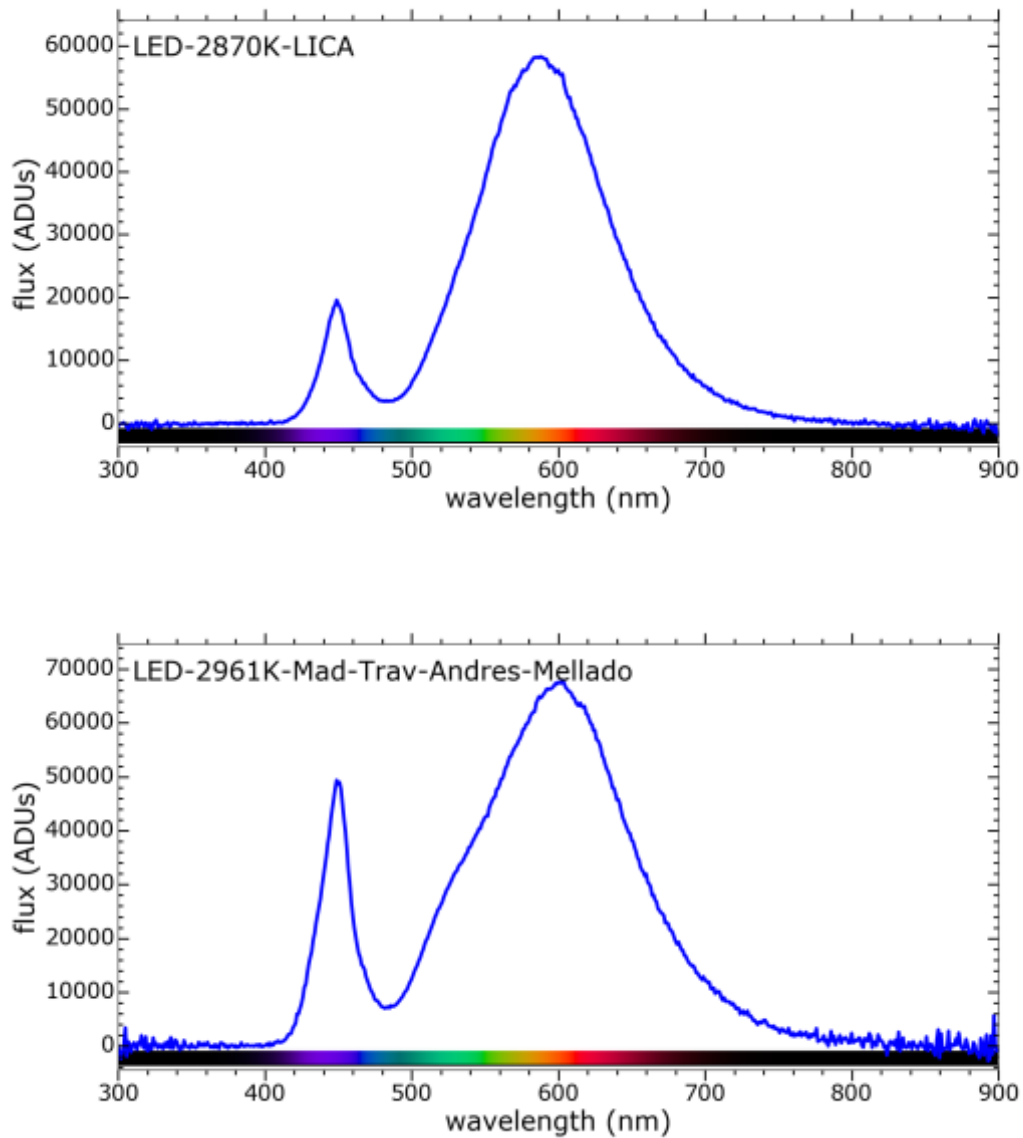 LED-2870K-LICA
60000
50000
40000
30000
20000
10000
0
flux (ADUs)
300 400 500 600 700 800 900
wavelength (nm)
LED-2961K-Mad-Trav-Andres-Mellado
70000
60000
50000
40000
30000
20000
10000
0
flux (ADUs)
300 400 500 600 700 800 900
wavelength (nm)